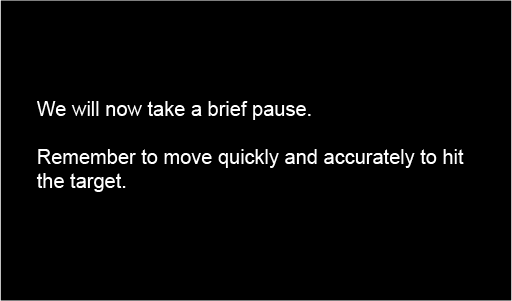 We will now take a brief pause.
Remember to move quickly and accurately to hit
the target.